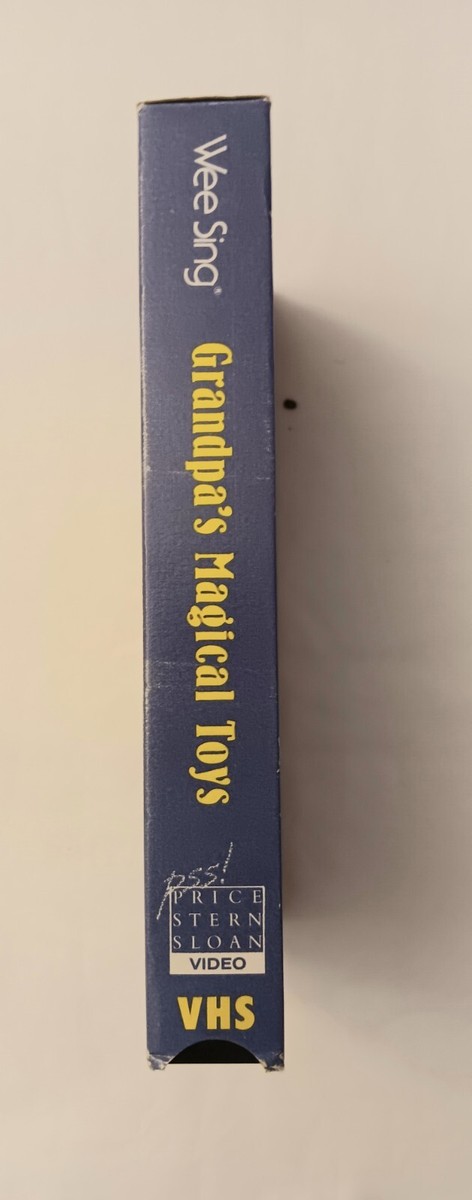 Wee Sing®
Grandpa's Magical Toys
pss!
PRICE
STERN
SLOAN
VIDEO
VHS